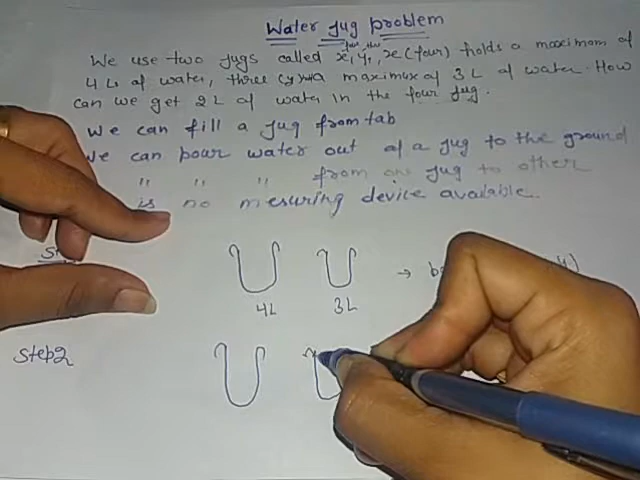 Water Jug problem
We use two Jugs called x, y, x (four) holds a maximum of
four three
4 L of water, three (y) a maximum of 3 L of water. How
can we get 2 L of water in the four Jug.
We can fill a Jug from tab
We can pour water out of a Jug to the ground
" " " from one Jug to other
is no mesuring device available.
4L 3L
Step2